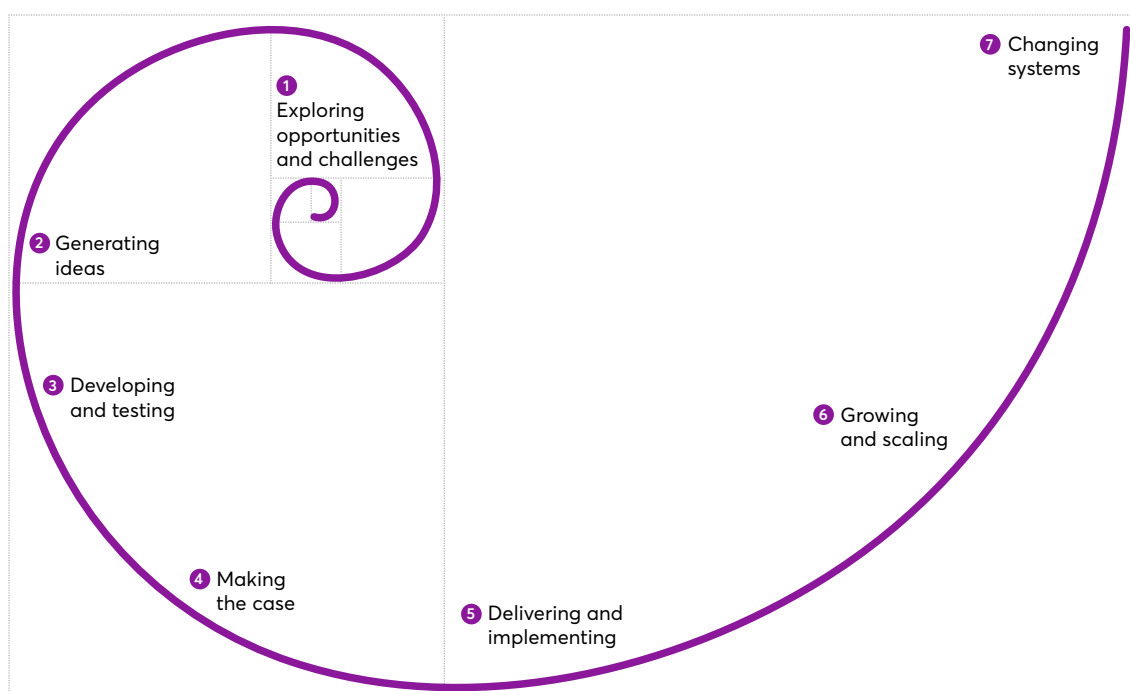 1
Exploring
opportunities
and challenges
2 Generating
ideas
3 Developing
and testing
4 Making
the case
5 Delivering and
implementing
6 Growing
and scaling
7 Changing
systems